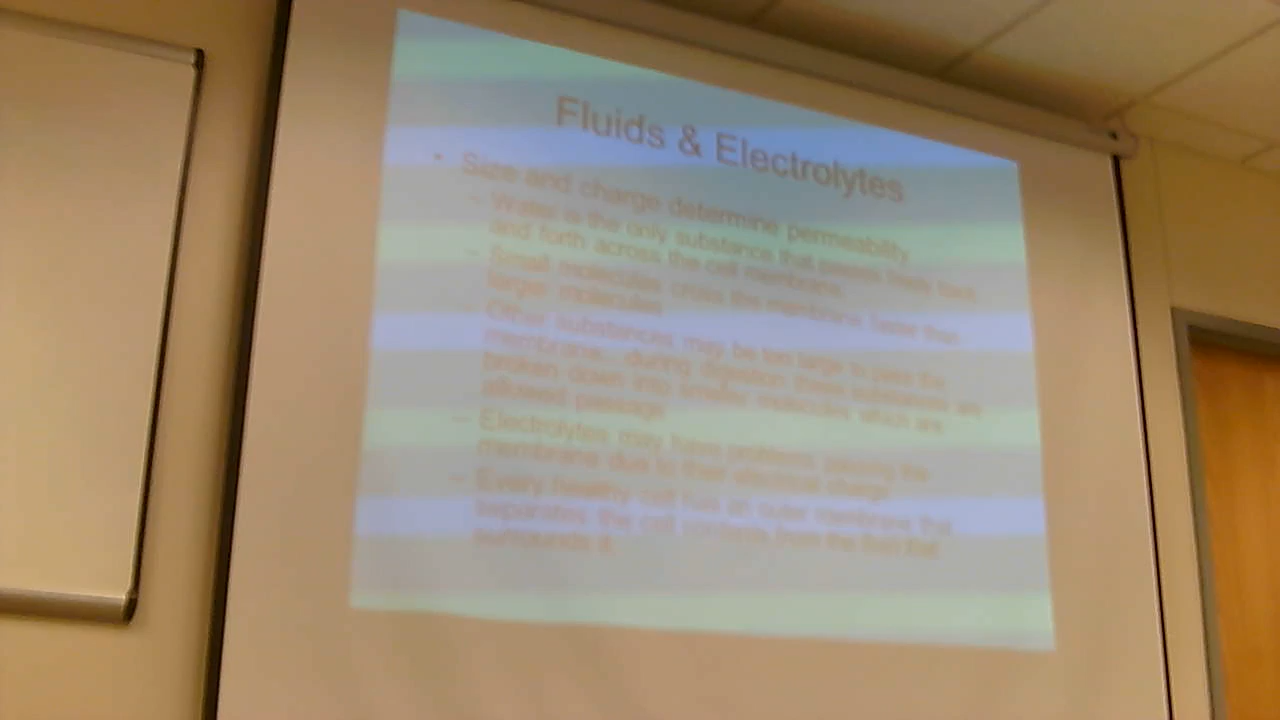 Fluids & Electrolytes
• Size and charge determine permeability
– Water is the only substance that passes freely back
and forth across the cell membrane.
– Small molecules cross the membrane faster than
larger molecules
– Other substances may be too large to pass the
membrane...during digestion these substances are
broken down into smaller molecules which are
allowed passage
– Electrolytes may have problems passing the
membrane due to their electrical charge
– Every healthy cell has an outer membrane that
separates the cell contents from the fluid that
surrounds it.